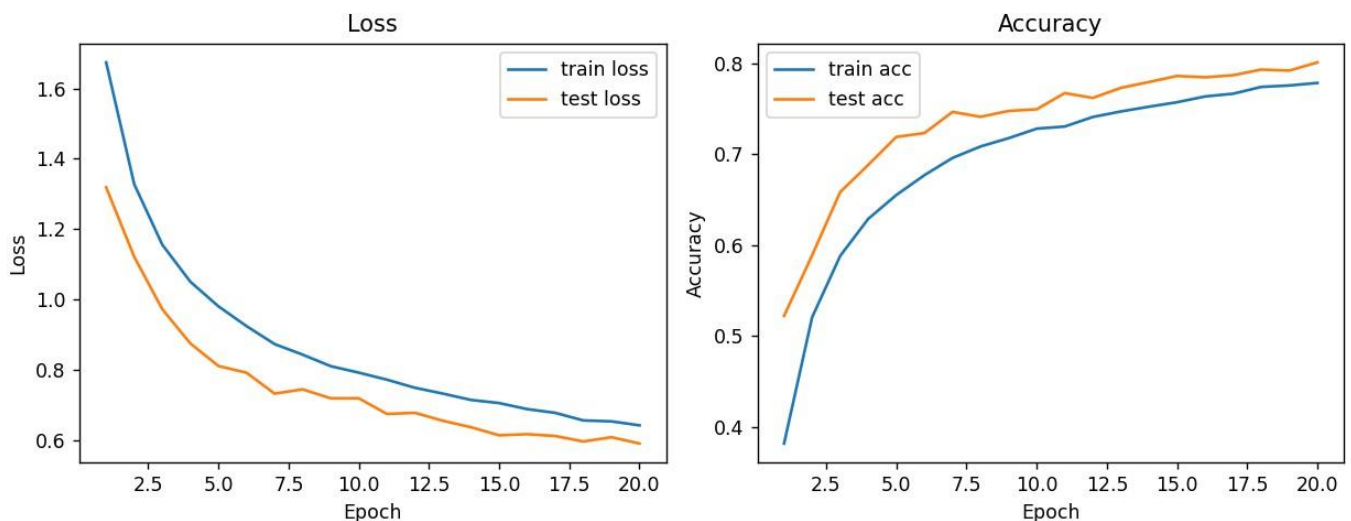 Loss
train loss
test loss
1.6
1.4
1.2
1.0
0.8
0.6
Loss
2.5 5.0 7.5 10.0 12.5 15.0 17.5 20.0
Epoch
Accuracy
train acc
test acc
0.8
0.7
0.6
0.5
0.4
Accuracy
2.5 5.0 7.5 10.0 12.5 15.0 17.5 20.0
Epoch